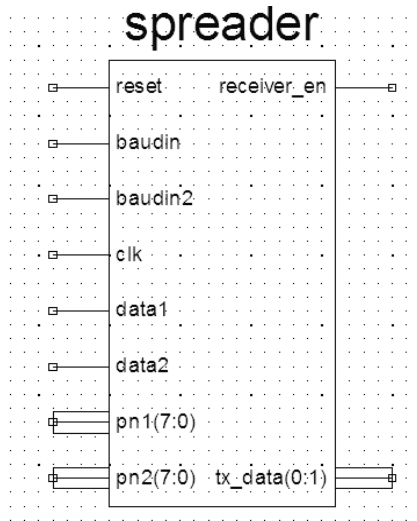 spreader
reset receiver_en
baudin
baudin2
clk
data1
data2
pn1(7:0)
pn2(7:0) tx_data(0:1)